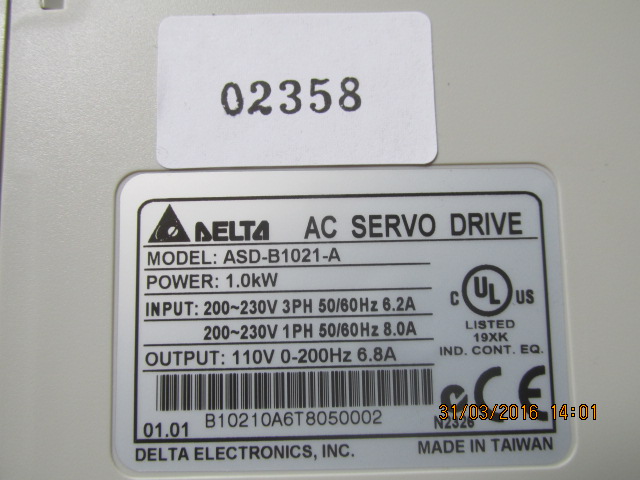 02358
DELTA AC SERVO DRIVE
MODEL: ASD-B1021-A
POWER: 1.0kW
INPUT: 200~230V 3PH 50/60Hz 6.2A
200~230V 1PH 50/60Hz 8.0A
OUTPUT: 110V 0-200Hz 6.8A
C UL US
LISTED
19XK
IND. CONT. EQ.
B10210A6T8050002
01.01
CE
N2326
31/03/2016 14:01
DELTA ELECTRONICS, INC. MADE IN TAIWAN